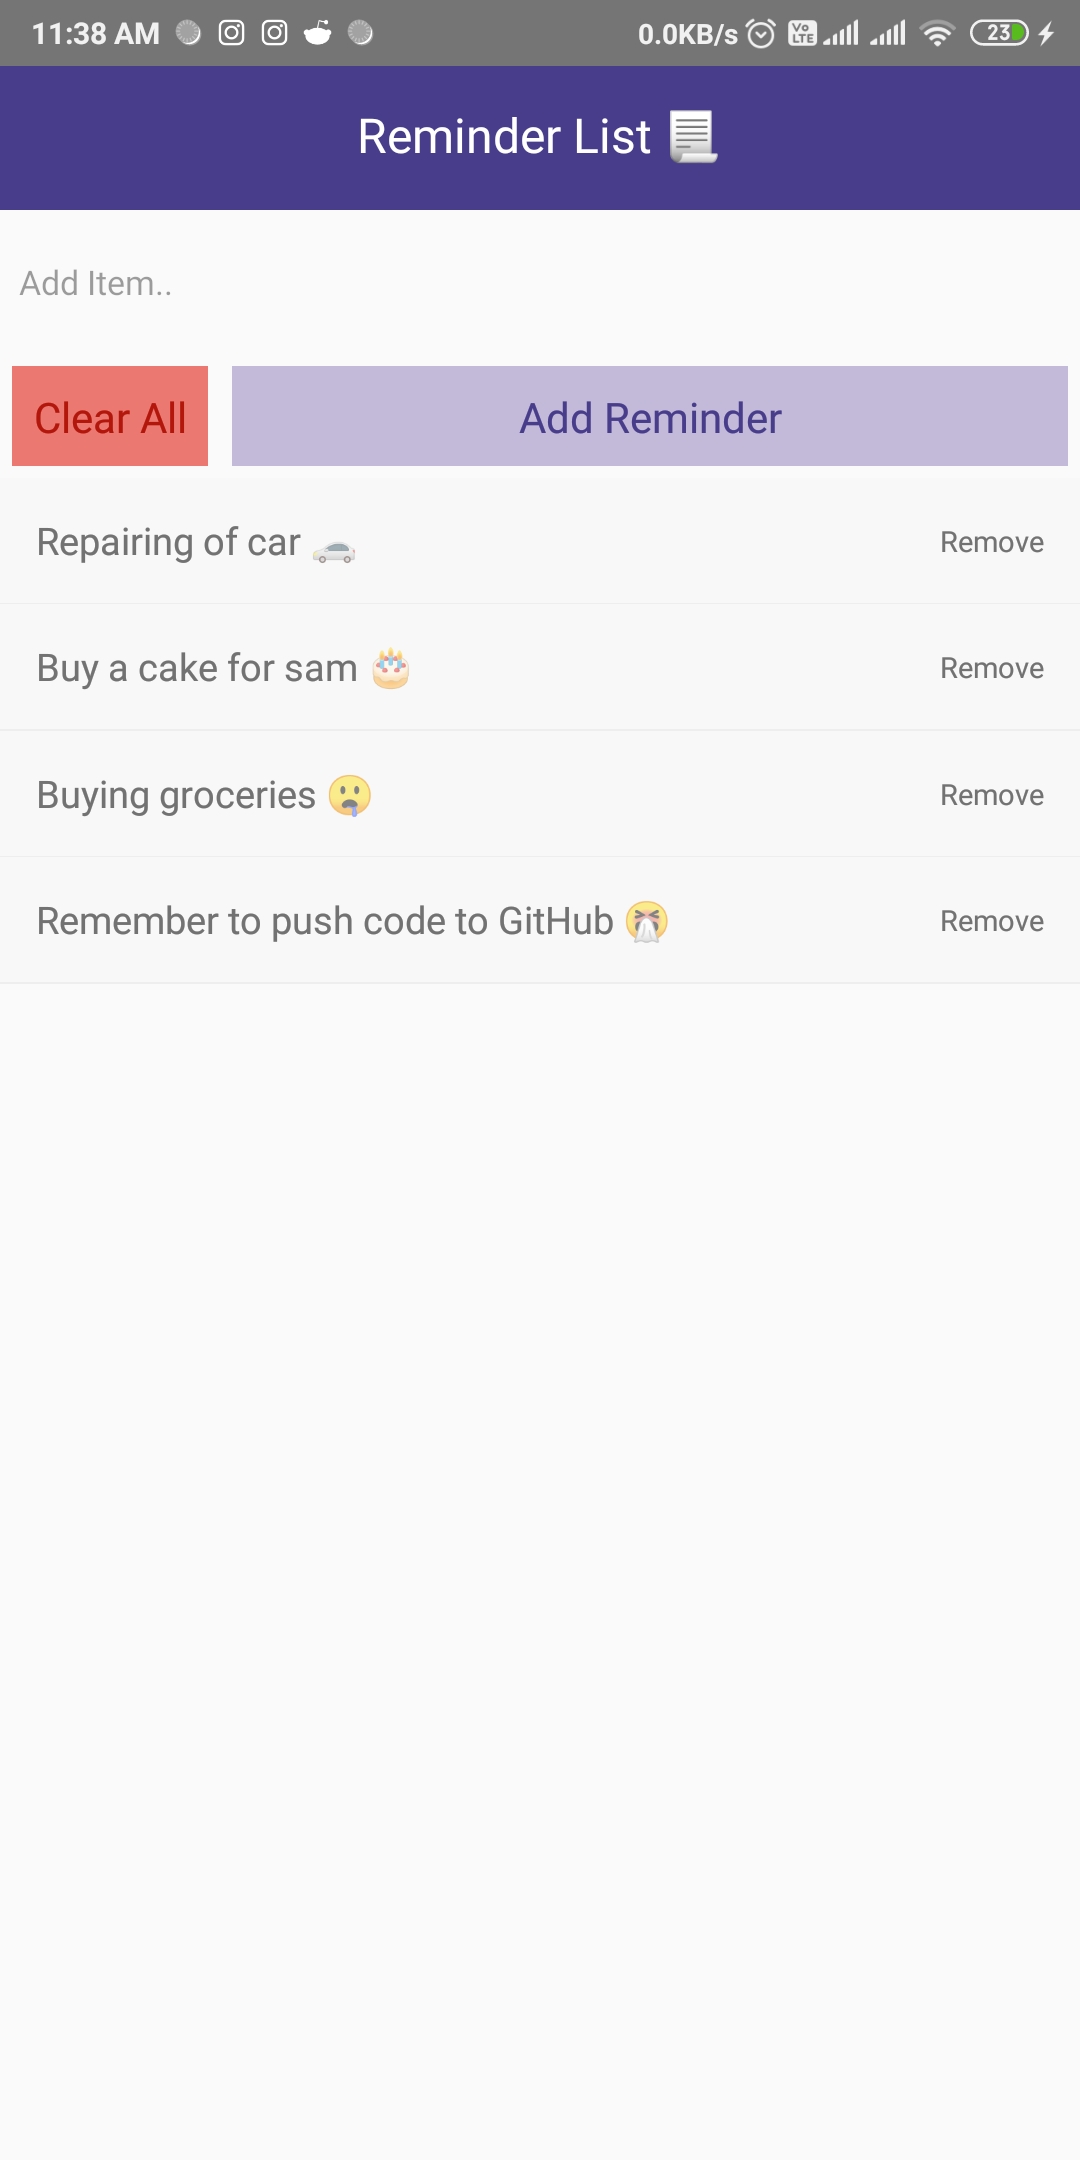 11:38 AM 0.0KB/s Vo LTE 23
Reminder List 📃
Add Item..
Clear All Add Reminder
Repairing of car 🚗 Remove
Buy a cake for sam 🎂 Remove
Buying groceries 🤤 Remove
Remember to push code to GitHub 🤧 Remove